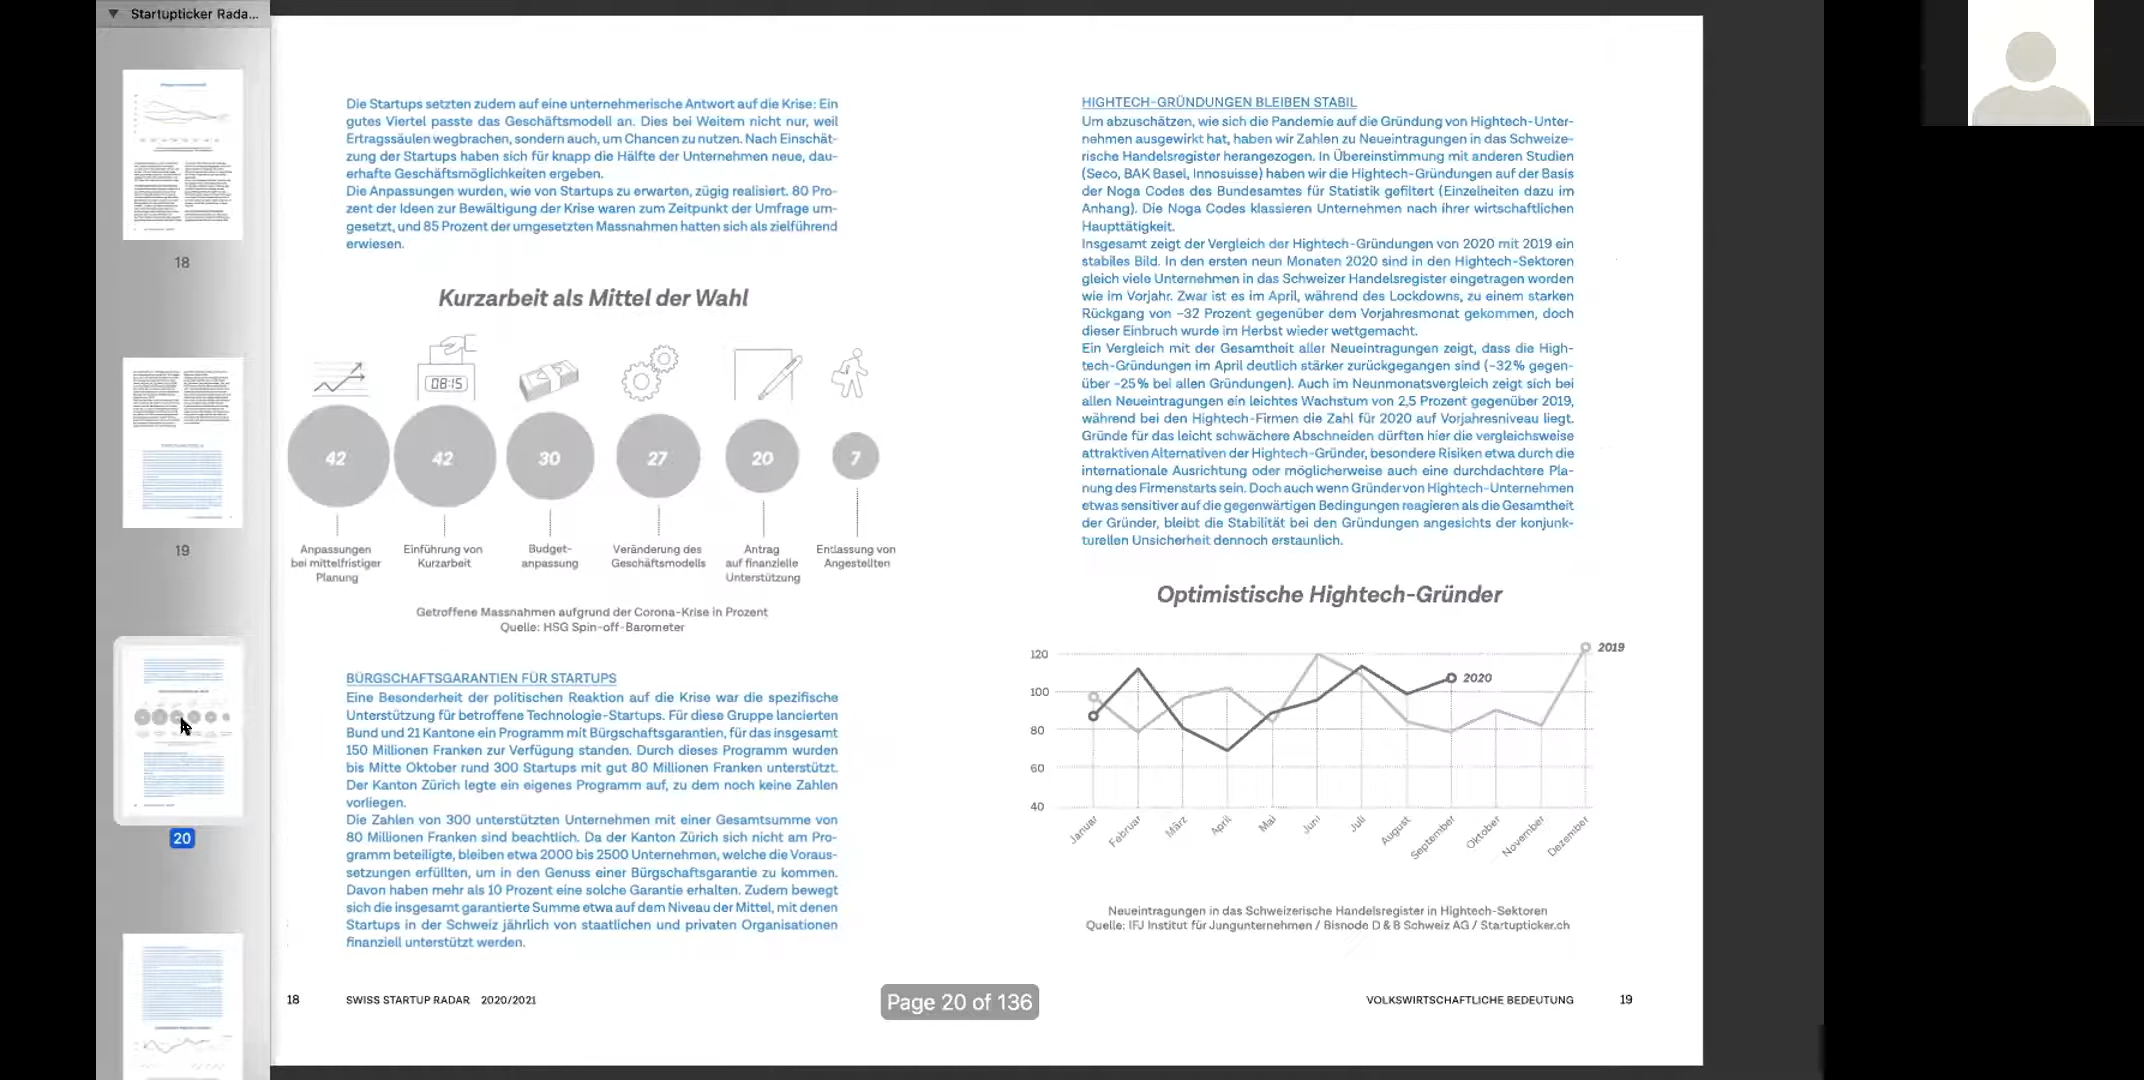 Startupticker Rada...
18
19
20
Die Startups setzten zudem auf eine unternehmerische Antwort auf die Krise: Ein
gutes Viertel passte das Geschäftsmodell an. Dies bei Weitem nicht nur, weil
Ertragssäulen wegbrachen, sondern auch, um Chancen zu nutzen. Nach Einschät-
zung der Startups haben sich für knapp die Hälfte der Unternehmen neue, dau-
erhafte Geschäftsmöglichkeiten ergeben.
Die Anpassungen wurden, wie von Startups zu erwarten, zügig realisiert. 80 Pro-
zent der Ideen zur Bewältigung der Krise waren zum Zeitpunkt der Umfrage um-
gesetzt, und 85 Prozent der umgesetzten Massnahmen hatten sich als zielführend
erwiesen.
Kurzarbeit als Mittel der Wahl
08:15
42
42
30
27
20
7
Anpassungen
bei mittelfristiger
Planung
Einführung von
Kurzarbeit
Budget-
anpassung
Veränderung des
Geschäftsmodells
Antrag
auf finanzielle
Unterstützung
Entlassung von
Angestellten
Getroffene Massnahmen aufgrund der Corona-Krise in Prozent
Quelle: HSG Spin-off-Barometer
BÜRGSCHAFTSGARANTIEN FÜR STARTUPS
Eine Besonderheit der politischen Reaktion auf die Krise war die spezifische
Unterstützung für betroffene Technologie-Startups. Für diese Gruppe lancierten
Bund und 21 Kantone ein Programm mit Bürgschaftsgarantien, für das insgesamt
150 Millionen Franken zur Verfügung standen. Durch dieses Programm wurden
bis Mitte Oktober rund 300 Startups mit gut 80 Millionen Franken unterstützt.
Der Kanton Zürich legte ein eigenes Programm auf, zu dem noch keine Zahlen
vorliegen.
Die Zahlen von 300 unterstützten Unternehmen mit einer Gesamtsumme von
80 Millionen Franken sind beachtlich. Da der Kanton Zürich sich nicht am Pro-
gramm beteiligte, bleiben etwa 2000 bis 2500 Unternehmen, welche die Voraus-
setzungen erfüllten, um in den Genuss einer Bürgschaftsgarantie zu kommen.
Davon haben mehr als 10 Prozent eine solche Garantie erhalten. Zudem bewegt
sich die insgesamt garantierte Summe etwa auf dem Niveau der Mittel, mit denen
Startups in der Schweiz jährlich von staatlichen und privaten Organisationen
finanziell unterstützt werden.
18 SWISS STARTUP RADAR 2020/2021
Page 20 of 136
HIGHTECH-GRÜNDUNGEN BLEIBEN STABIL
Um abzuschätzen, wie sich die Pandemie auf die Gründung von Hightech-Unter-
nehmen ausgewirkt hat, haben wir Zahlen zu Neueintragungen in das Schweize-
rische Handelsregister herangezogen. In Übereinstimmung mit anderen Studien
(Seco, BAK Basel, Innosuisse) haben wir die Hightech-Gründungen auf der Basis
der Noga Codes des Bundesamtes für Statistik gefiltert (Einzelheiten dazu im
Anhang). Die Noga Codes klassieren Unternehmen nach ihrer wirtschaftlichen
Haupttätigkeit.
Insgesamt zeigt der Vergleich der Hightech-Gründungen von 2020 mit 2019 ein
stabiles Bild. In den ersten neun Monaten 2020 sind in den Hightech-Sektoren
gleich viele Unternehmen in das Schweizer Handelsregister eingetragen worden
wie im Vorjahr. Zwar ist es im April, während des Lockdowns, zu einem starken
Rückgang von -32 Prozent gegenüber dem Vorjahresmonat gekommen, doch
dieser Einbruch wurde im Herbst wieder wettgemacht.
Ein Vergleich mit der Gesamtheit aller Neueintragungen zeigt, dass die High-
tech-Gründungen im April deutlich stärker zurückgegangen sind (-32% gegen-
über -25% bei allen Gründungen). Auch im Neunmonatsvergleich zeigt sich bei
allen Neueintragungen ein leichtes Wachstum von 2,5 Prozent gegenüber 2019,
während bei den Hightech-Firmen die Zahl für 2020 auf Vorjahresniveau liegt.
Gründe für das leicht schwächere Abschneiden dürften hier die vergleichsweise
attraktiven Alternativen der Hightech-Gründer, besondere Risiken etwa durch die
internationale Ausrichtung oder möglicherweise auch eine durchdachtere Pla-
nung des Firmenstarts sein. Doch auch wenn Gründer von Hightech-Unternehmen
etwas sensitiver auf die gegenwärtigen Bedingungen reagieren als die Gesamtheit
der Gründer, bleibt die Stabilität bei den Gründungen angesichts der konjunk-
turellen Unsicherheit dennoch erstaunlich.
Optimistische Hightech-Gründer
120
100
80
60
40
2019
2020
Januar
Februar
März
April
Mai
Juni
Juli
August
September
Oktober
November
Dezember
Neueintragungen in das Schweizerische Handelsregister in Hightech-Sektoren
Quelle: IFJ Institut für Jungunternehmen / Bisnode D & B Schweiz AG / Startupticker.ch
VOLKSWIRTSCHAFTLICHE BEDEUTUNG 19